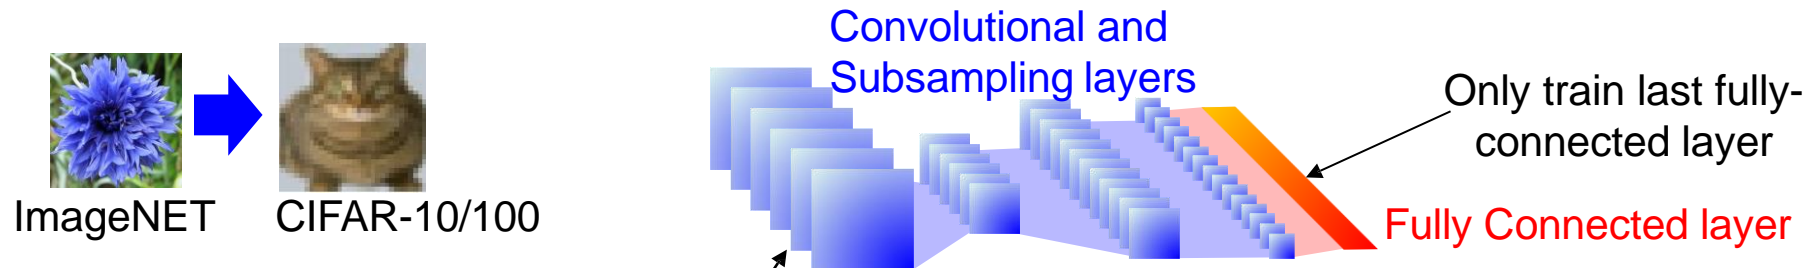 Convolutional and
Subsampling layers
Only train last fully-
connected layer
ImageNET
CIFAR-10/100
Fully Connected layer